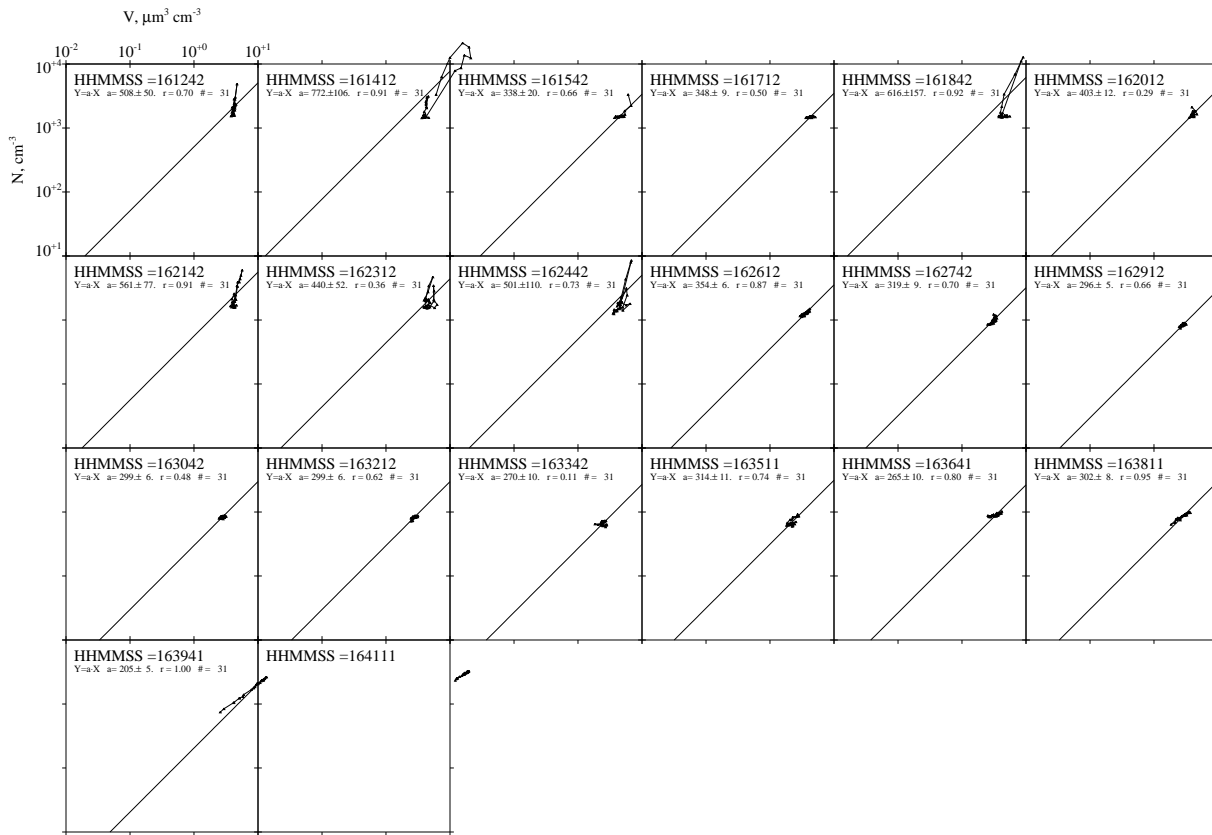 V, μm³ cm⁻³
10⁻² 10⁻¹ 10⁺⁰ 10⁺¹
N, cm⁻³
10⁺⁴
10⁺³
10⁺²
10⁺¹
HHMMSS =161242
Y=a·X a= 508.± 50. r = 0.70 # = 31
HHMMSS =161412
Y=a·X a= 772.±106. r = 0.91 # = 31
HHMMSS =161542
Y=a·X a= 338.± 20. r = 0.66 # = 31
HHMMSS =161712
Y=a·X a= 348.± 9. r = 0.50 # = 31
HHMMSS =161842
Y=a·X a= 616.±157. r = 0.92 # = 31
HHMMSS =162012
Y=a·X a= 403.± 12. r = 0.29 # = 31
HHMMSS =162142
Y=a·X a= 561.± 77. r = 0.91 # = 31
HHMMSS =162312
Y=a·X a= 440.± 52. r = 0.36 # = 31
HHMMSS =162442
Y=a·X a= 501.±110. r = 0.73 # = 31
HHMMSS =162612
Y=a·X a= 354.± 6. r = 0.87 # = 31
HHMMSS =162742
Y=a·X a= 319.± 9. r = 0.70 # = 31
HHMMSS =162912
Y=a·X a= 296.± 5. r = 0.66 # = 31
HHMMSS =163042
Y=a·X a= 299.± 6. r = 0.48 # = 31
HHMMSS =163212
Y=a·X a= 299.± 6. r = 0.62 # = 31
HHMMSS =163342
Y=a·X a= 270.± 10. r = 0.11 # = 31
HHMMSS =163511
Y=a·X a= 314.± 11. r = 0.74 # = 31
HHMMSS =163641
Y=a·X a= 265.± 10. r = 0.80 # = 31
HHMMSS =163811
Y=a·X a= 302.± 8. r = 0.95 # = 31
HHMMSS =163941
Y=a·X a= 205.± 5. r = 1.00 # = 31
HHMMSS =164111